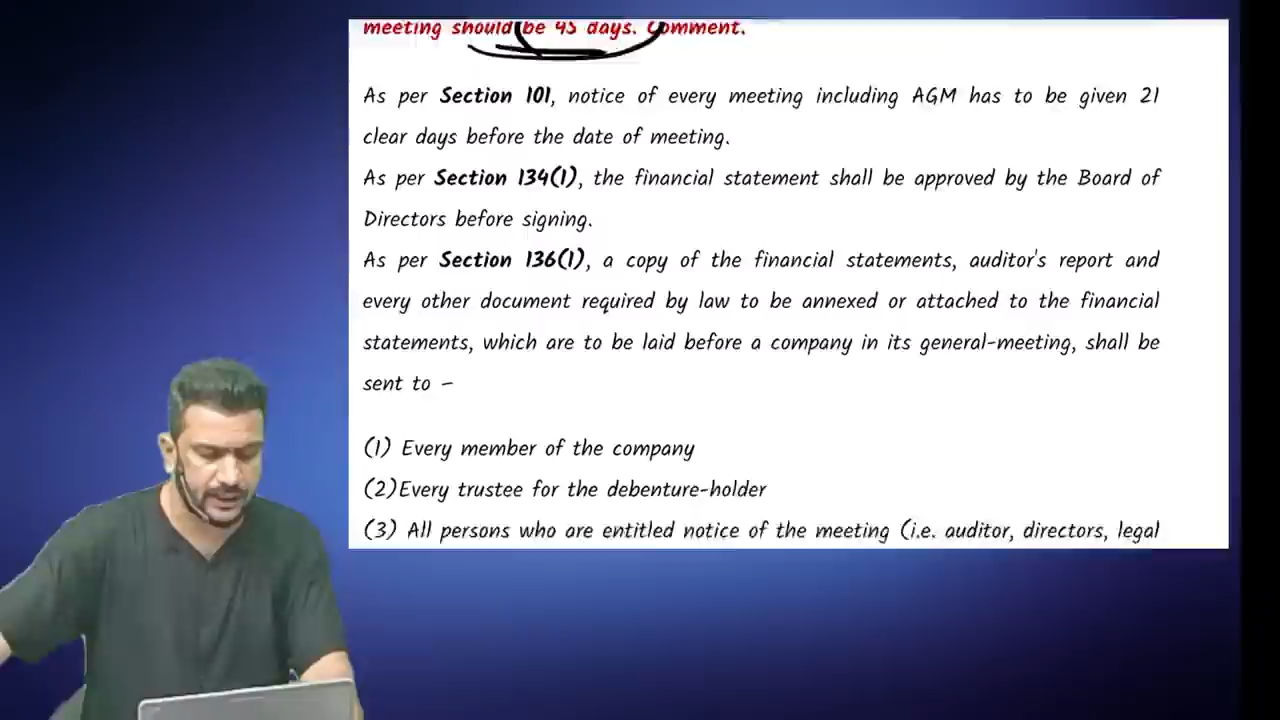 meeting should be 45 days. Comment.
As per Section 101, notice of every meeting including AGM has to be given 21
clear days before the date of meeting.
As per Section 134(1), the financial statement shall be approved by the Board of
Directors before signing.
As per Section 136(1), a copy of the financial statements, auditor's report and
every other document required by law to be annexed or attached to the financial
statements, which are to be laid before a company in its general-meeting, shall be
sent to –
(1) Every member of the company
(2)Every trustee for the debenture-holder
(3) All persons who are entitled notice of the meeting (i.e. auditor, directors, legal